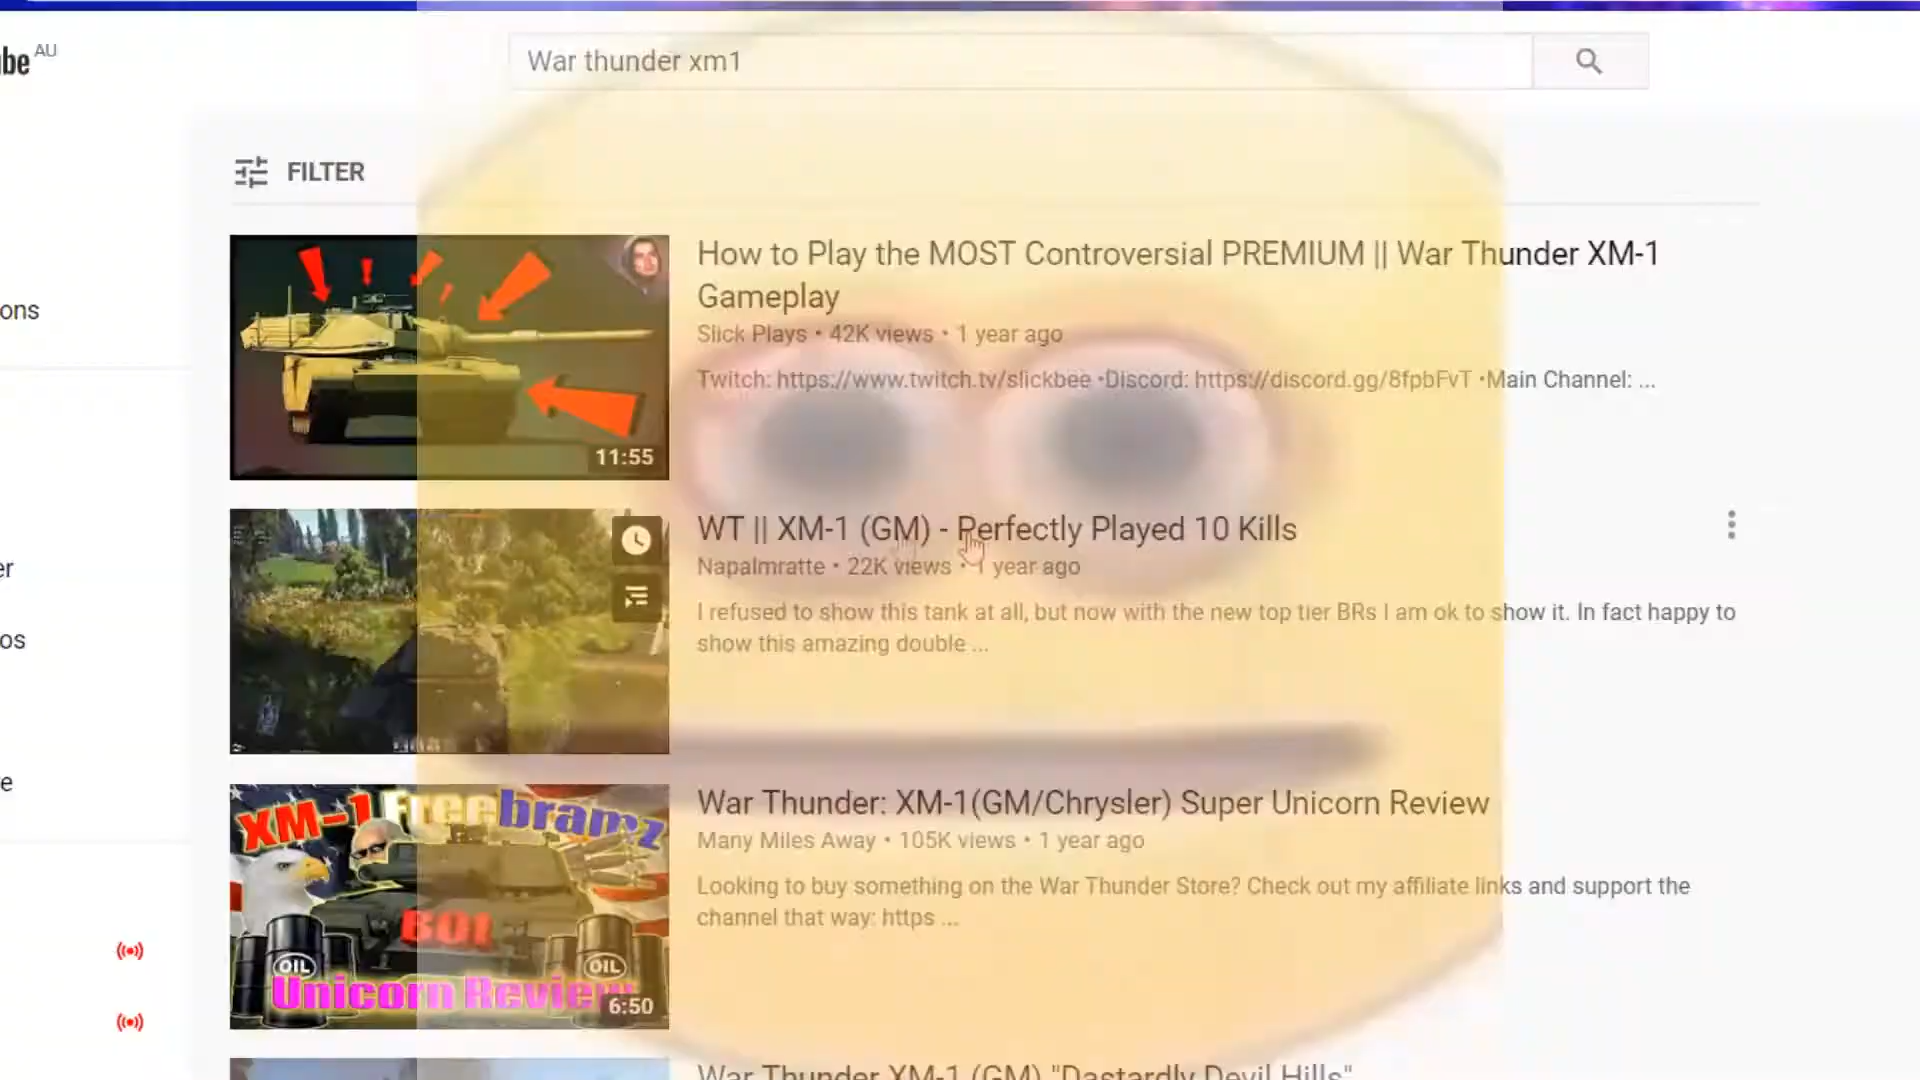 be AU
War thunder xm1
FILTER
How to Play the MOST Controversial PREMIUM || War Thunder XM-1
Gameplay
Slick Plays • 42K views • 1 year ago
Twitch: https://www.twitch.tv/slickbee •Discord: https://discord.gg/8fpbFvT •Main Channel: ...
11:55
ons
WT || XM-1 (GM) - Perfectly Played 10 Kills
Napalmratte • 22K views • 1 year ago
I refused to show this tank at all, but now with the new top tier BRs I am ok to show it. In fact happy to
show this amazing double ...
er
os
e
XM-1 Freebramz
BOI
OIL OIL
Unicorn Review
6:50
War Thunder: XM-1(GM/Chrysler) Super Unicorn Review
Many Miles Away • 105K views • 1 year ago
Looking to buy something on the War Thunder Store? Check out my affiliate links and support the
channel that way: https ...
War Thunder XM-1 (GM) "Dastardly Devil Hills"